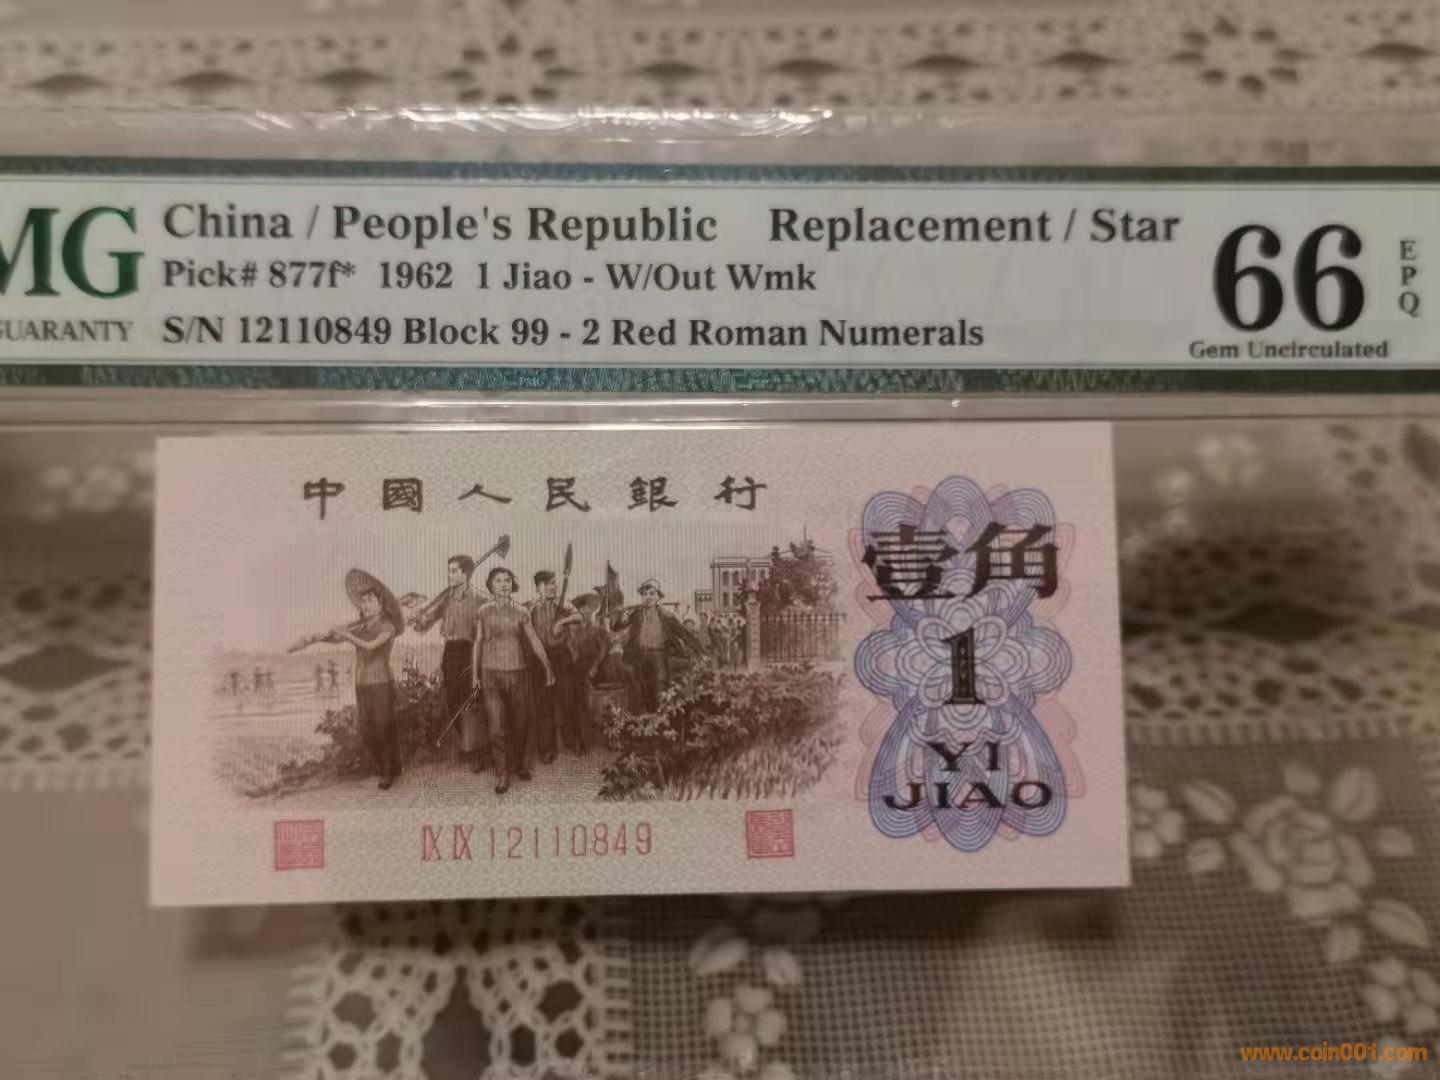 MG
GUARANTY
China / People's Republic Replacement / Star
Pick# 877f* 1962 1 Jiao - W/Out Wmk
S/N 12110849 Block 99 - 2 Red Roman Numerals
66
EPQ
Gem Uncirculated
中國人民銀行
壹角
1
YI
JIAO
ⅨⅨ12110849
www.coin001.com